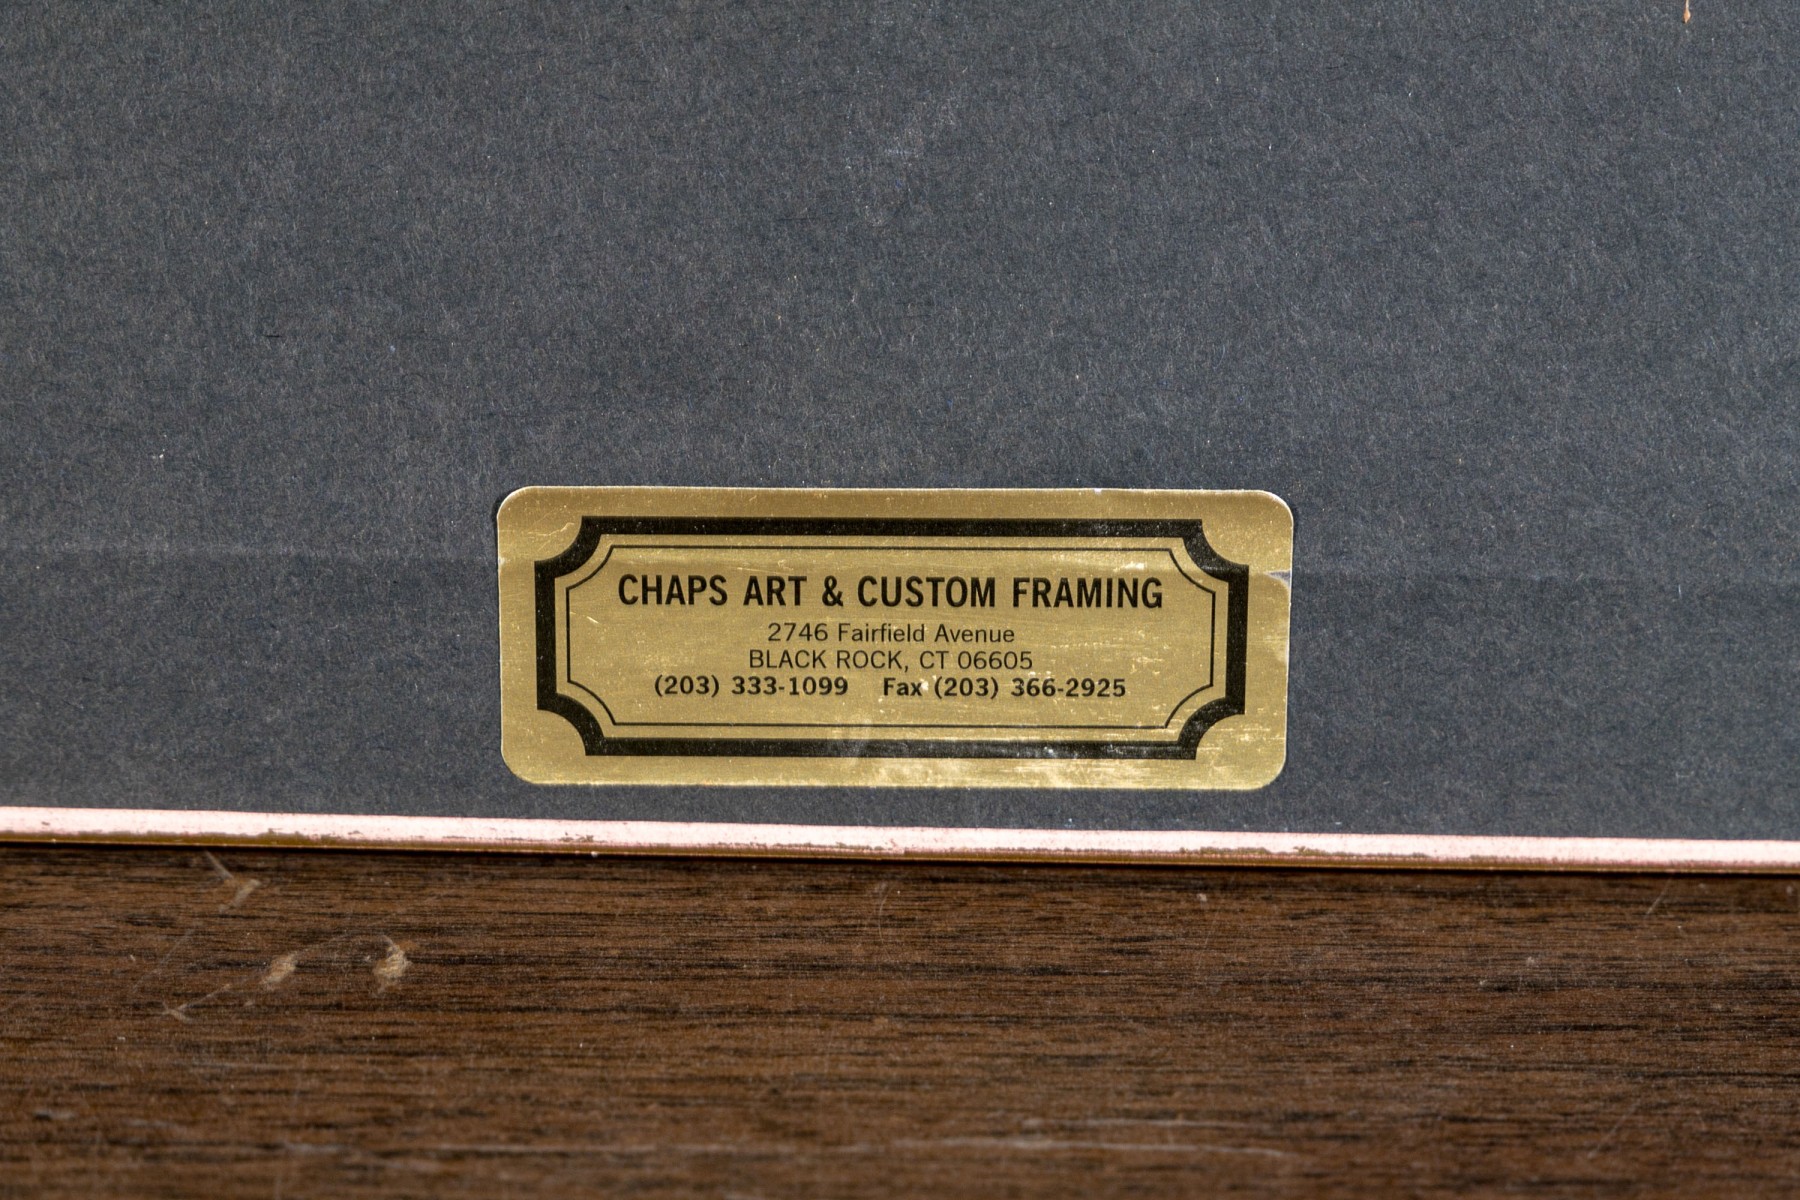 CHAPS ART & CUSTOM FRAMING
2746 Fairfield Avenue
BLACK ROCK, CT 06605
(203) 333-1099 Fax (203) 366-2925